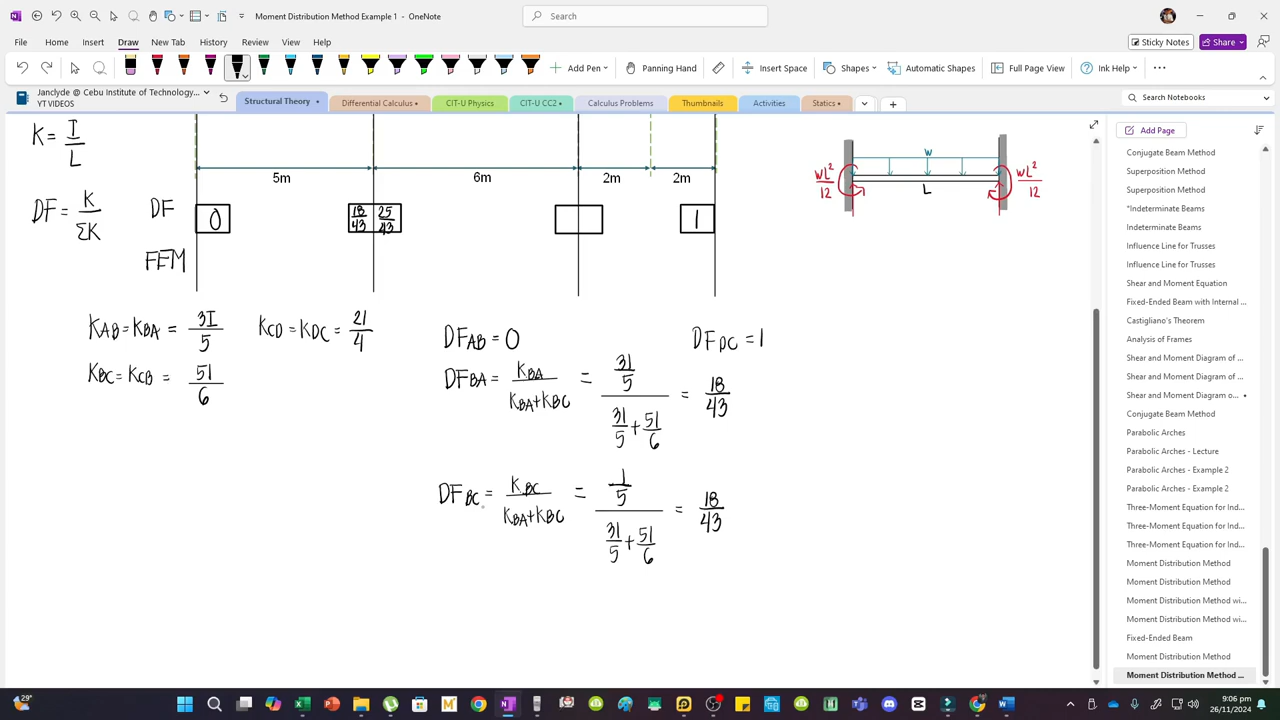 Moment Distribution Method Example 1 - OneNote
Search
File Home Insert Draw New Tab History Review View Help
Sticky Notes Share
Add Pen Panning Hand Insert Space Shapes Automatic Shapes Full Page View Ink Help
Janclyde @ Cebu Institute of Technology...
YT VIDEOS
Structural Theory Differential Calculus CIT-U Physics CIT-U CC2 Calculus Problems Thumbnails Activities Statics
Search Notebooks
Add Page
Conjugate Beam Method
Superposition Method
Superposition Method
*Indeterminate Beams
Indeterminate Beams
Influence Line for Trusses
Influence Line for Trusses
Shear and Moment Equation
Fixed-Ended Beam with Internal ...
Castigliano's Theorem
Analysis of Frames
Shear and Moment Diagram of ...
Shear and Moment Diagram of ...
Shear and Moment Diagram o...
Conjugate Beam Method
Parabolic Arches
Parabolic Arches - Lecture
Parabolic Arches - Example 2
Parabolic Arches - Example 2
Three-Moment Equation for Ind...
Three-Moment Equation for Ind...
Three-Moment Equation for Ind...
Moment Distribution Method
Moment Distribution Method
Moment Distribution Method wi...
Moment Distribution Method wi...
Fixed-Ended Beam
Moment Distribution Method
Moment Distribution Method ...
K = I/L
5m 6m 2m 2m
DF = K/ΣK
DF 0 18/43 25/43 1
FEM
W
WL²/12 L WL²/12
KAB = KBA = 3I/5
KCD = KDC = 2I/4
KBC = KCB = 5I/6
DFAB = 0
DFDC = 1
DFBA = KBA/(KBA+KBC) = 3I/5 / (3I/5 + 5I/6) = 18/43
DFBC = KBC/(KBA+KBC) = I/5 / (3I/5 + 5I/6) = 18/43
29°
9:06 pm
26/11/2024